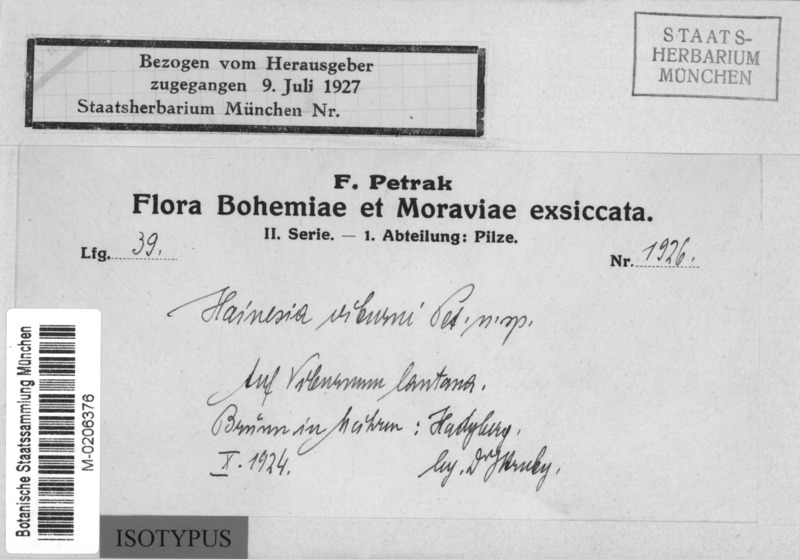 Bezogen vom Herausgeber
zugegangen 9. Juli 1927
Staatsherbarium München Nr.
STAATS-
HERBARIUM
MÜNCHEN
F. Petrak
Flora Bohemiae et Moraviae exsiccata.
II. Serie. — 1. Abteilung: Pilze.
Lfg. 39.
Nr. 1926.
Hainesia viburni Pet. n. sp.
Auf Viburnum lantana.
Brünn in Mähren: Hadyberg.
X. 1924.
leg. Dr. J. Hruby.
Botanische Staatssammlung München
M-0206376
ISOTYPUS